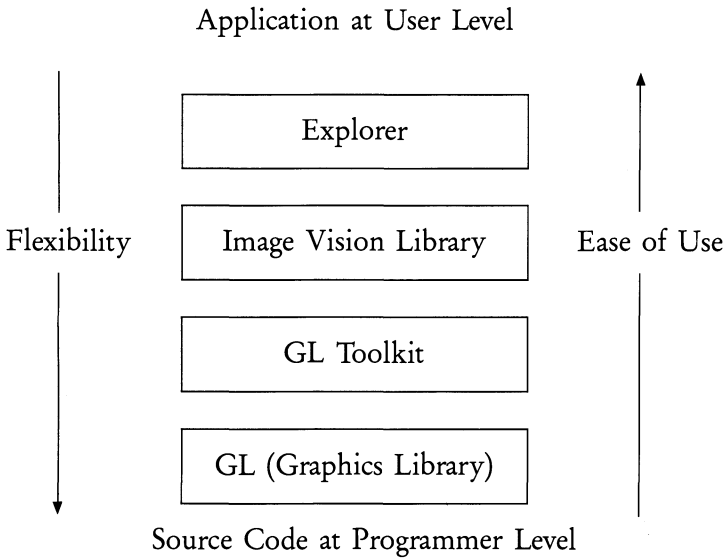 Application at User Level
Explorer
Flexibility
Image Vision Library
Ease of Use
GL Toolkit
GL (Graphics Library)
Source Code at Programmer Level